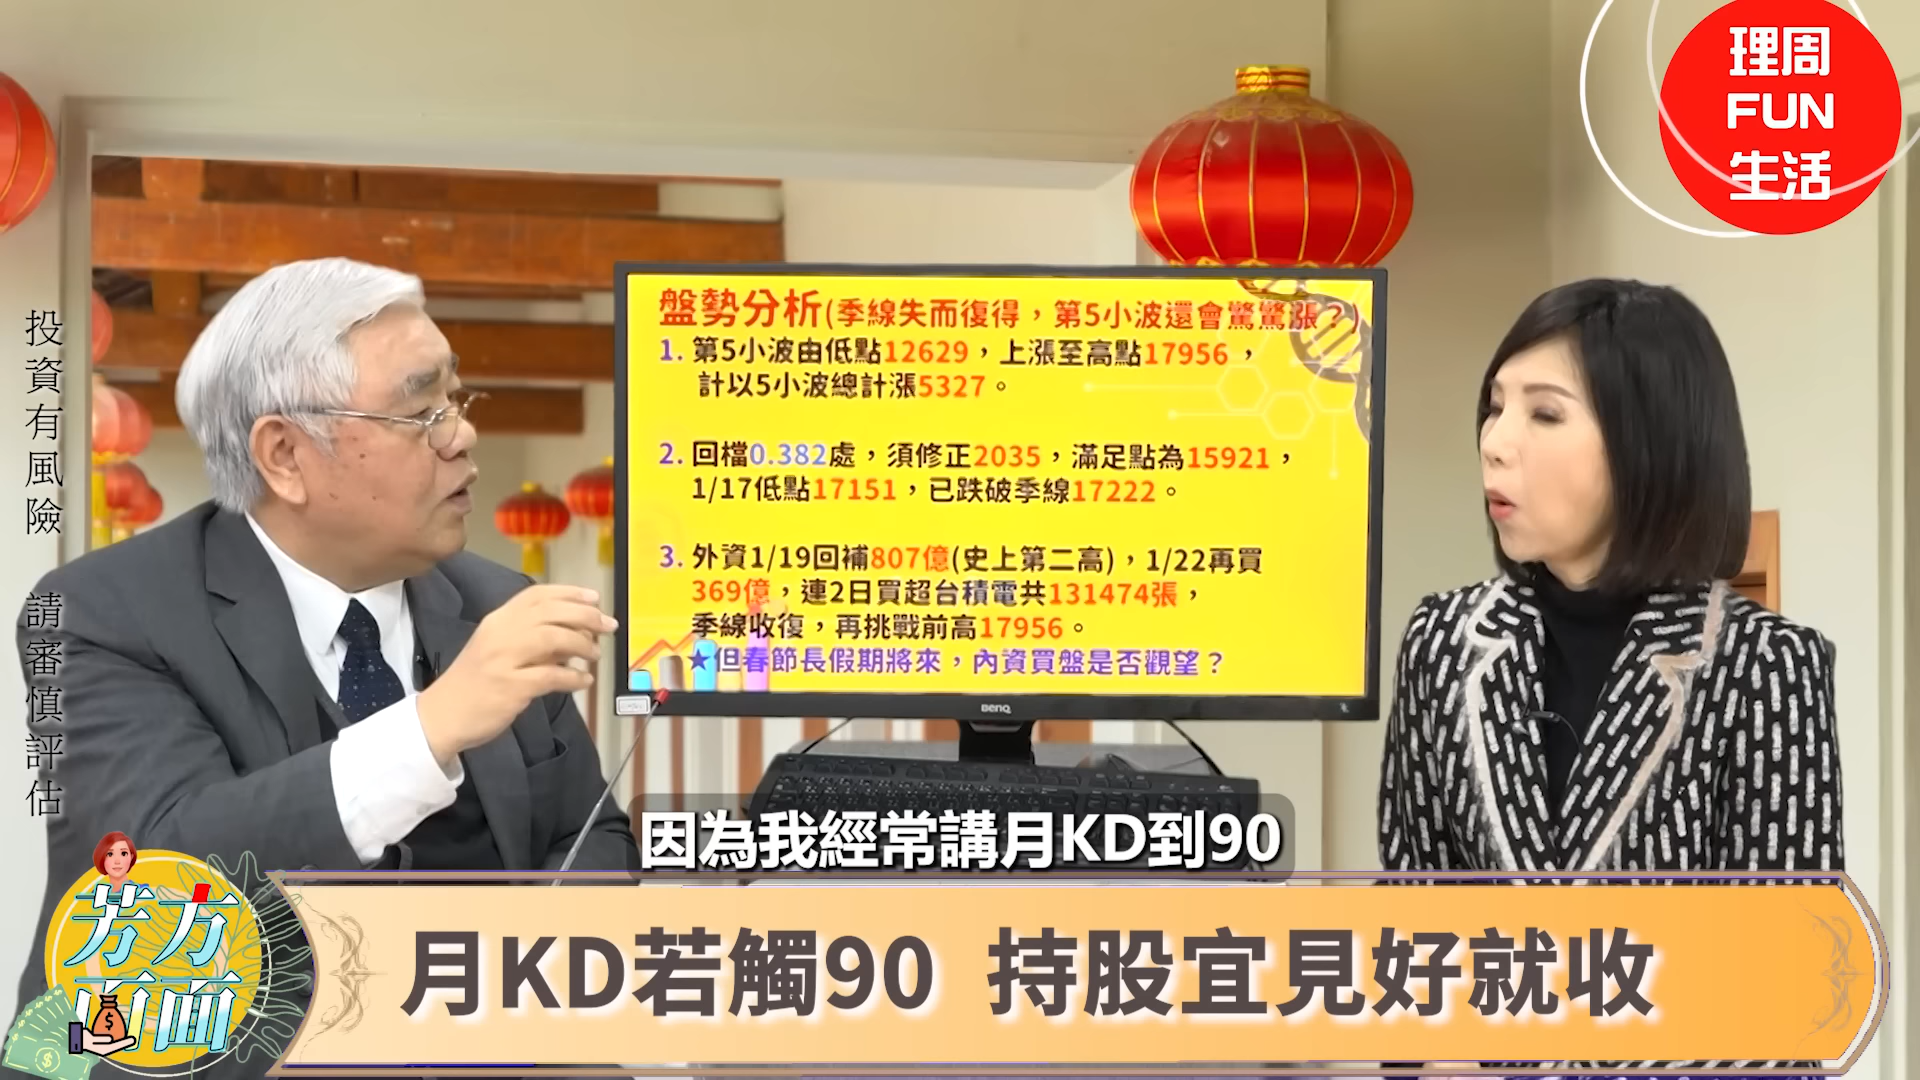 理周
FUN
生活
投資有風險 請審慎評估
盤勢分析(季線失而復得，第5小波還會驚驚漲？)
1. 第5小波由低點12629，上漲至高點17956，
計以5小波總計漲5327。
2. 回檔0.382處，須修正2035，滿足點為15921，
1/17低點17151，已跌破季線17222。
3. 外資1/19回補807億(史上第二高)，1/22再買
369億，連2日買超台積電共131474張，
季線收復，再挑戰前高17956。
★但春節長假期將來，內資買盤是否觀望？
BenQ
因為我經常講月KD到90
芳方
面面
月KD若觸90 持股宜見好就收